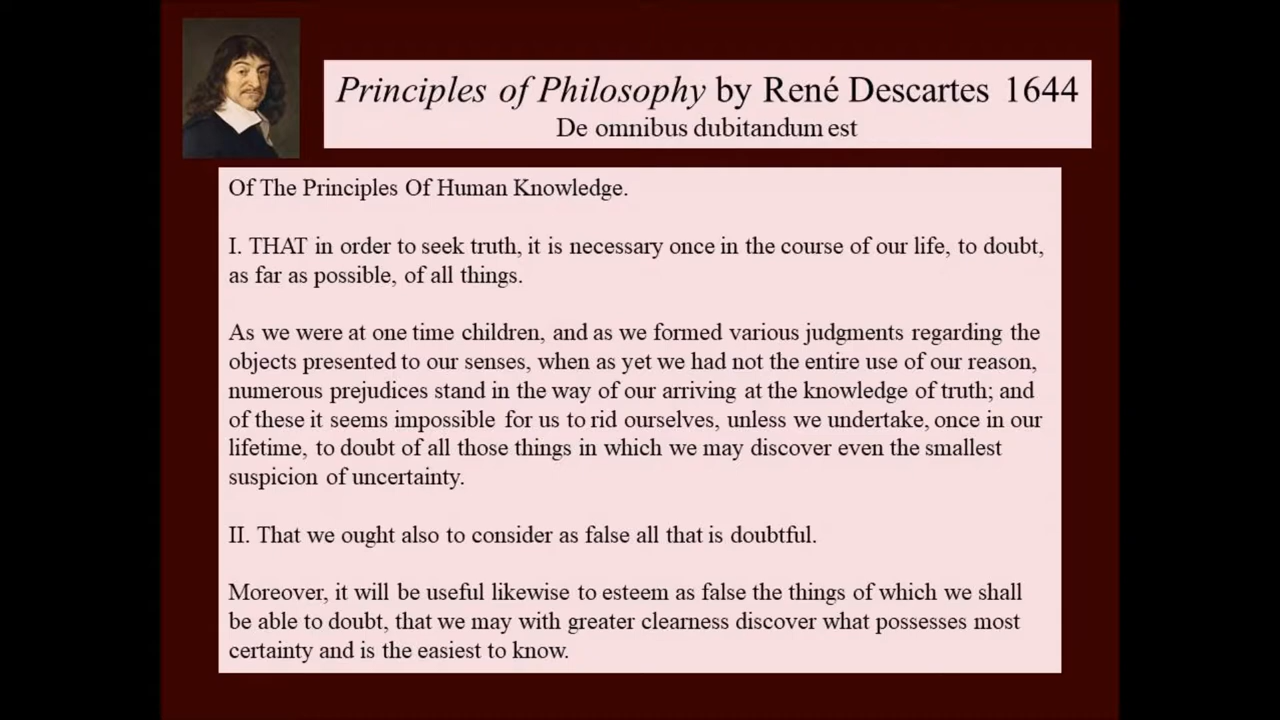 Principles of Philosophy by René Descartes 1644
De omnibus dubitandum est
Of The Principles Of Human Knowledge.
I. THAT in order to seek truth, it is necessary once in the course of our life, to doubt,
as far as possible, of all things.
As we were at one time children, and as we formed various judgments regarding the
objects presented to our senses, when as yet we had not the entire use of our reason,
numerous prejudices stand in the way of our arriving at the knowledge of truth; and
of these it seems impossible for us to rid ourselves, unless we undertake, once in our
lifetime, to doubt of all those things in which we may discover even the smallest
suspicion of uncertainty.
II. That we ought also to consider as false all that is doubtful.
Moreover, it will be useful likewise to esteem as false the things of which we shall
be able to doubt, that we may with greater clearness discover what possesses most
certainty and is the easiest to know.